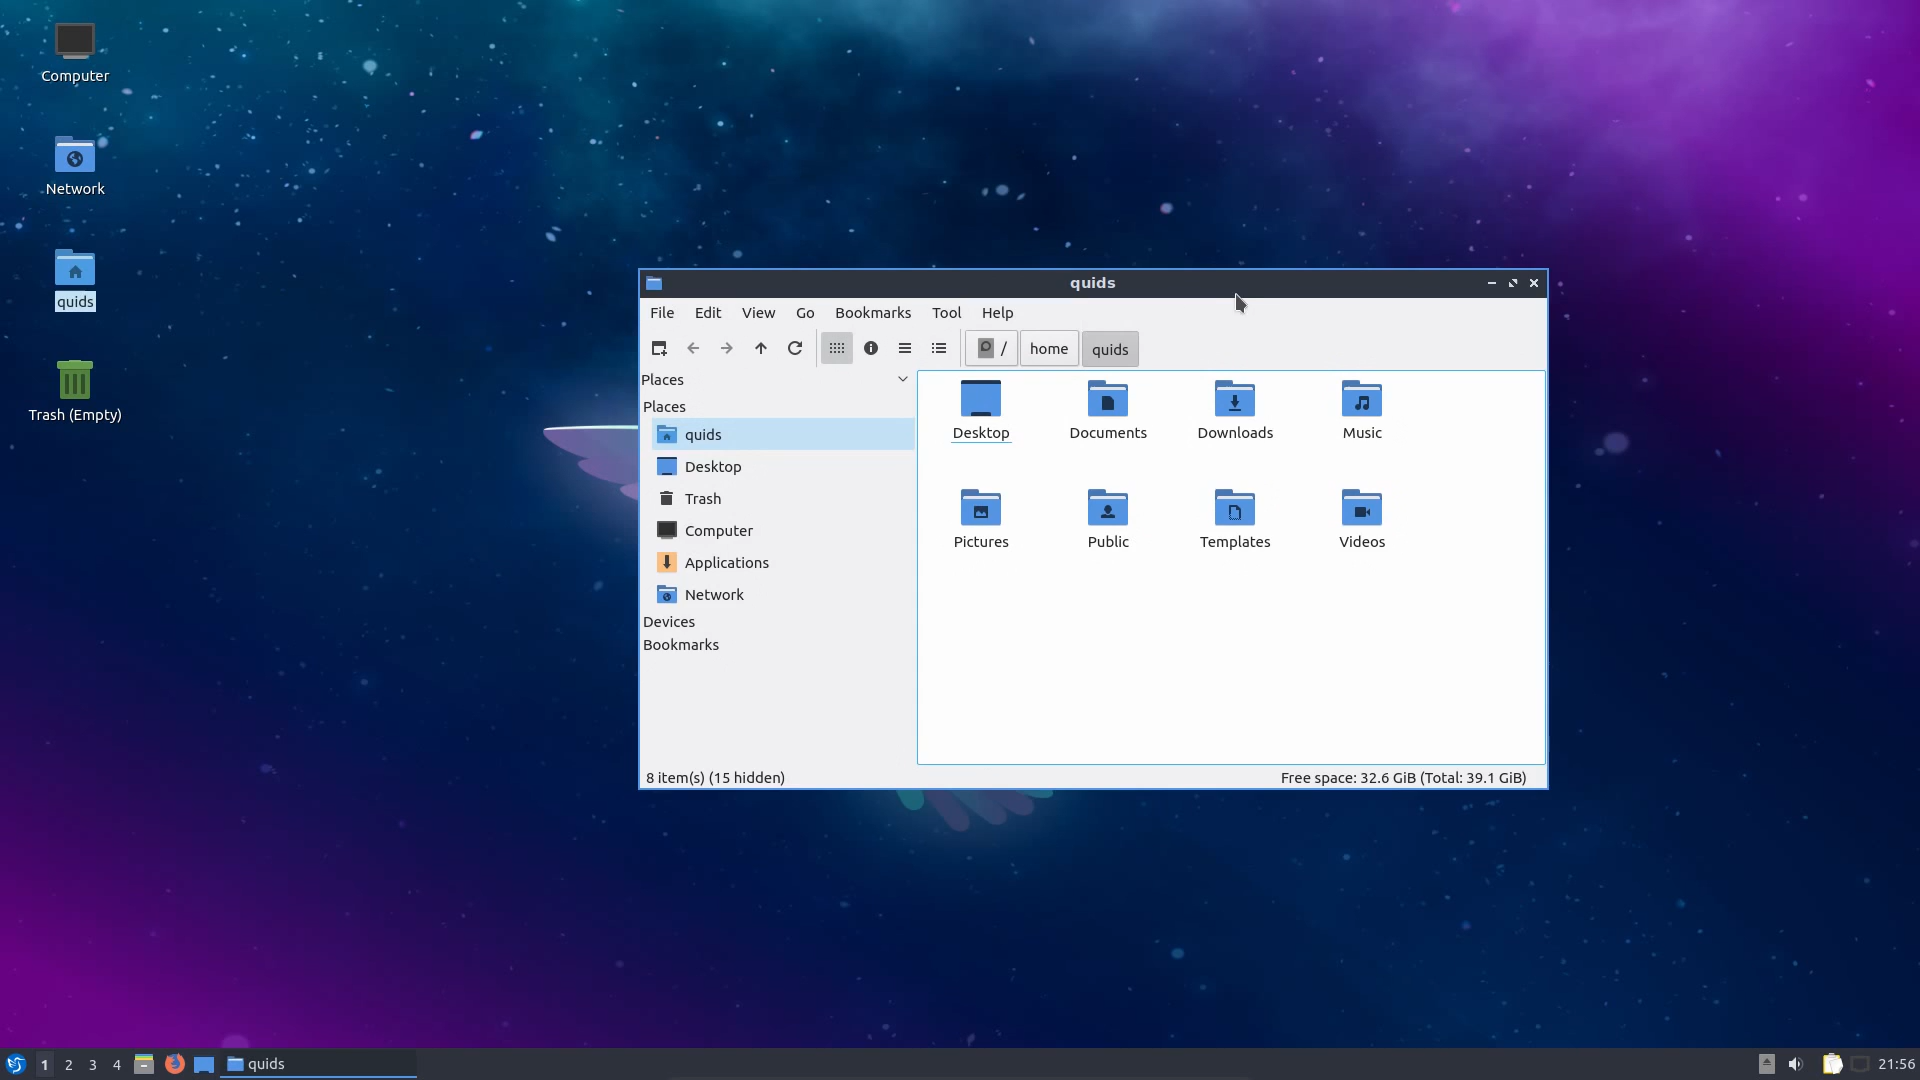 Computer
Network
quids
Trash (Empty)
quids
File Edit View Go Bookmarks Tool Help
/ home quids
Places
Places
quids
Desktop
Trash
Computer
Applications
Network
Devices
Bookmarks
Desktop Documents Downloads Music
Pictures Public Templates Videos
8 item(s) (15 hidden) Free space: 32.6 GiB (Total: 39.1 GiB)
1 2 3 4 quids 21:56